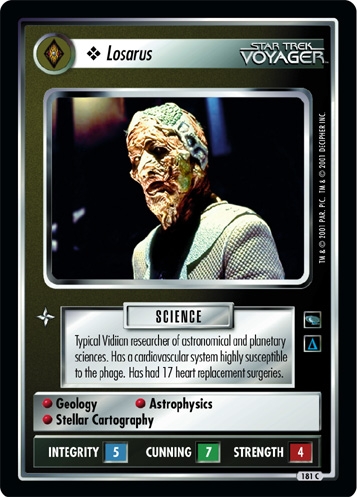 ❖ Losarus
STAR TREK
VOYAGER™
TM & © 2001 PAR. PIC. TM & © 2001 DECIPHER INC.
SCIENCE
Typical Vidiian researcher of astronomical and planetary
sciences. Has a cardiovascular system highly susceptible
to the phage. Has had 17 heart replacement surgeries.
• Geology • Astrophysics
• Stellar Cartography
Δ
INTEGRITY 5 CUNNING 7 STRENGTH 4
181 C